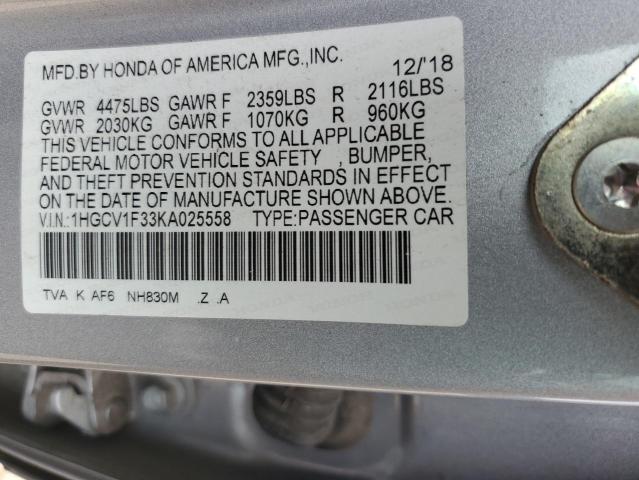 MFD.BY HONDA OF AMERICA MFG.,INC. 12/'18
GVWR 4475LBS GAWR F 2359LBS R 2116LBS
GVWR 2030KG GAWR F 1070KG R 960KG
THIS VEHICLE CONFORMS TO ALL APPLICABLE
FEDERAL MOTOR VEHICLE SAFETY , BUMPER,
AND THEFT PREVENTION STANDARDS IN EFFECT
ON THE DATE OF MANUFACTURE SHOWN ABOVE.
V.I.N.:1HGCV1F33KA025558 TYPE:PASSENGER CAR
TVA K AF6 NH830M .Z .A